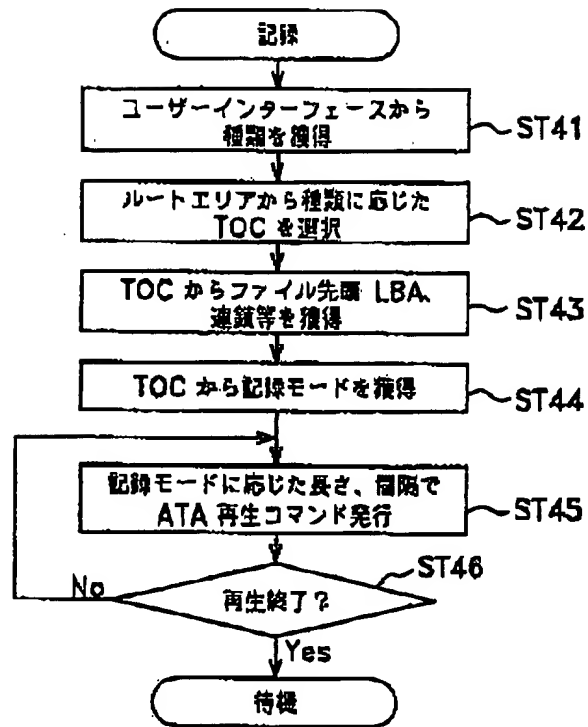 記録
ユーザーインターフェースから
種類を獲得
ST41
ルートエリアから種類に応じた
TOC を選択
ST42
TOC からファイル先頭 LBA、
連鎖等を獲得
ST43
TOC から記録モードを獲得
ST44
記録モードに応じた長さ、間隔で
ATA 再生コマンド発行
ST45
再生終了？
ST46
No
Yes
待機